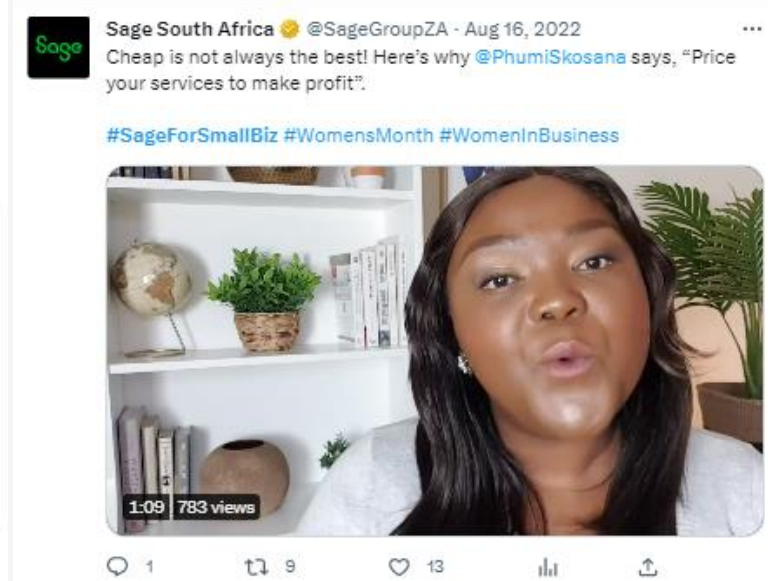 Sage
Sage South Africa @SageGroupZA · Aug 16, 2022
Cheap is not always the best! Here's why @PhumiSkosana says, “Price
your services to make profit”.
#SageForSmallBiz #WomensMonth #WomenInBusiness
1:09 783 views
1 9 13